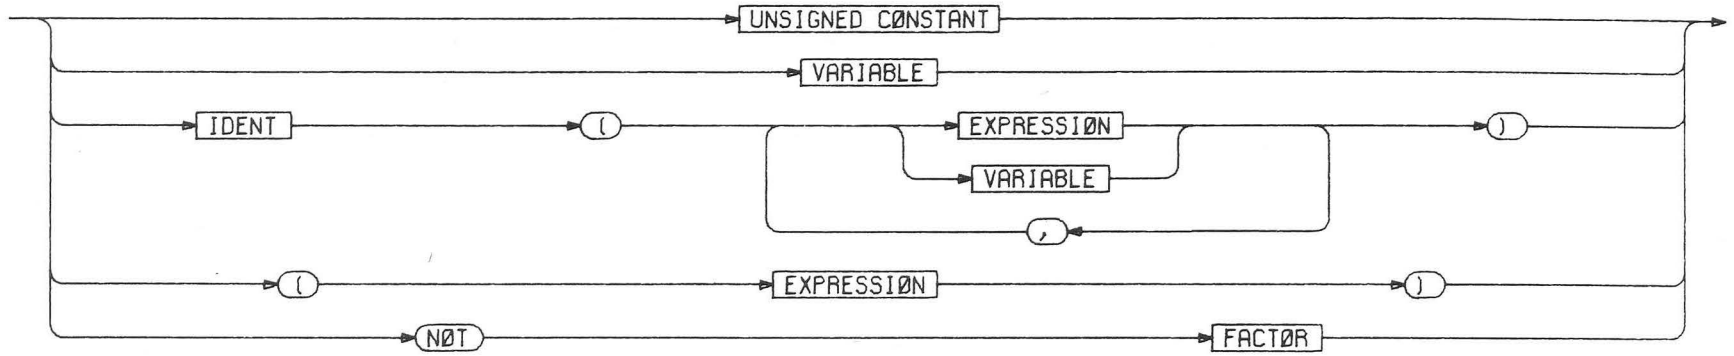 UNSIGNED CØNSTANT
VARIABLE
IDENT ( EXPRESSIØN )
VARIABLE
,
( EXPRESSIØN )
NØT FACTØR